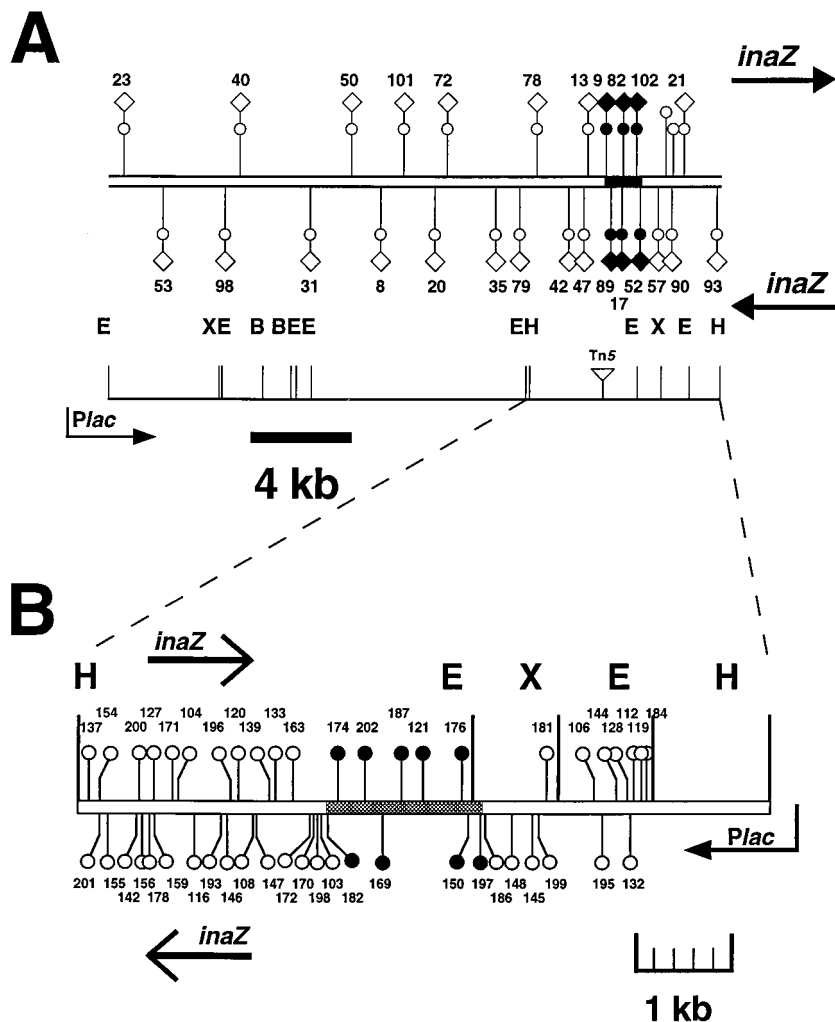 A
23 40 50 101 72 78 13 9 82 102 21
inaZ
53 98 31 8 20 35 79 42 47 89 52 57 90 93
17
inaZ
E XE B BEE EH E X E H
Tn5
Plac
4 kb
B
inaZ
H E X E H
154 127 104 120 133 187 144 112 184
137 200 171 196 139 163 174 202 121 176 181 106 128 119
Plac
201 155 156 159 193 108 147 170 103 169 150 197 148 199 195 132
142 178 116 146 172 198 182 186 145
inaZ
1 kb